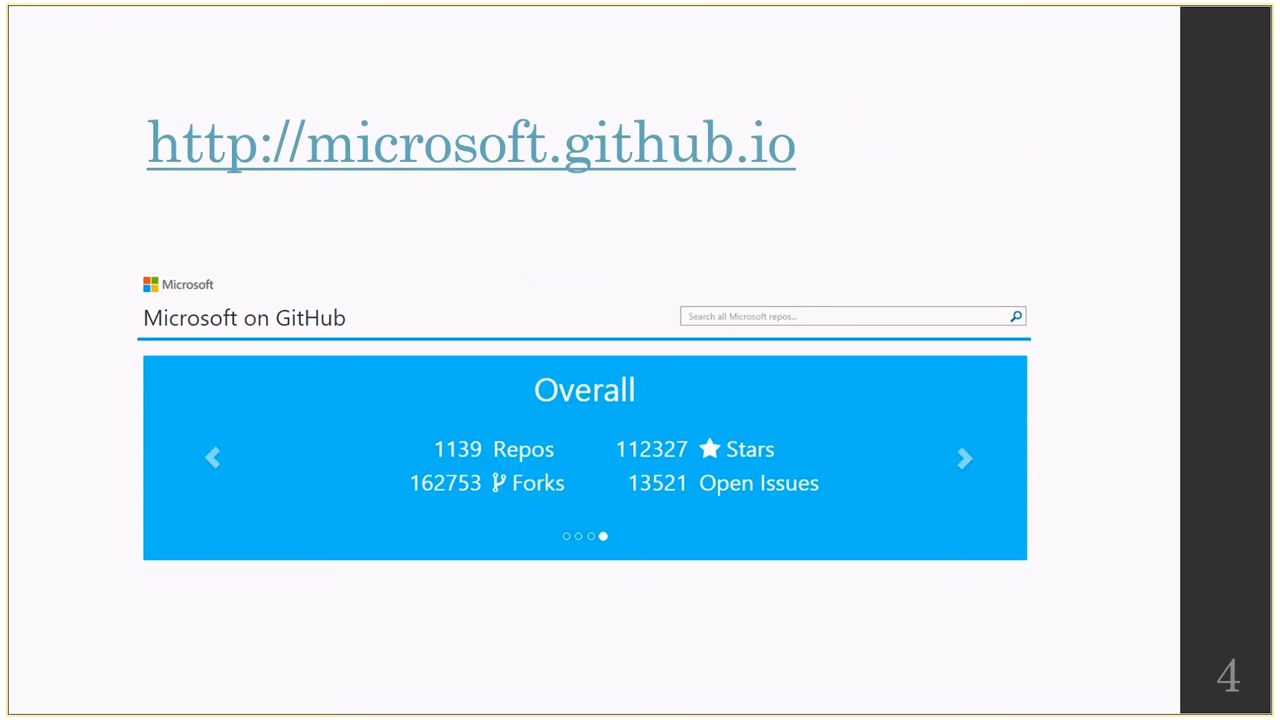 http://microsoft.github.io
Microsoft
Microsoft on GitHub
Search all Microsoft repos...
Overall
1139 Repos 112327 Stars
162753 Forks 13521 Open Issues
4